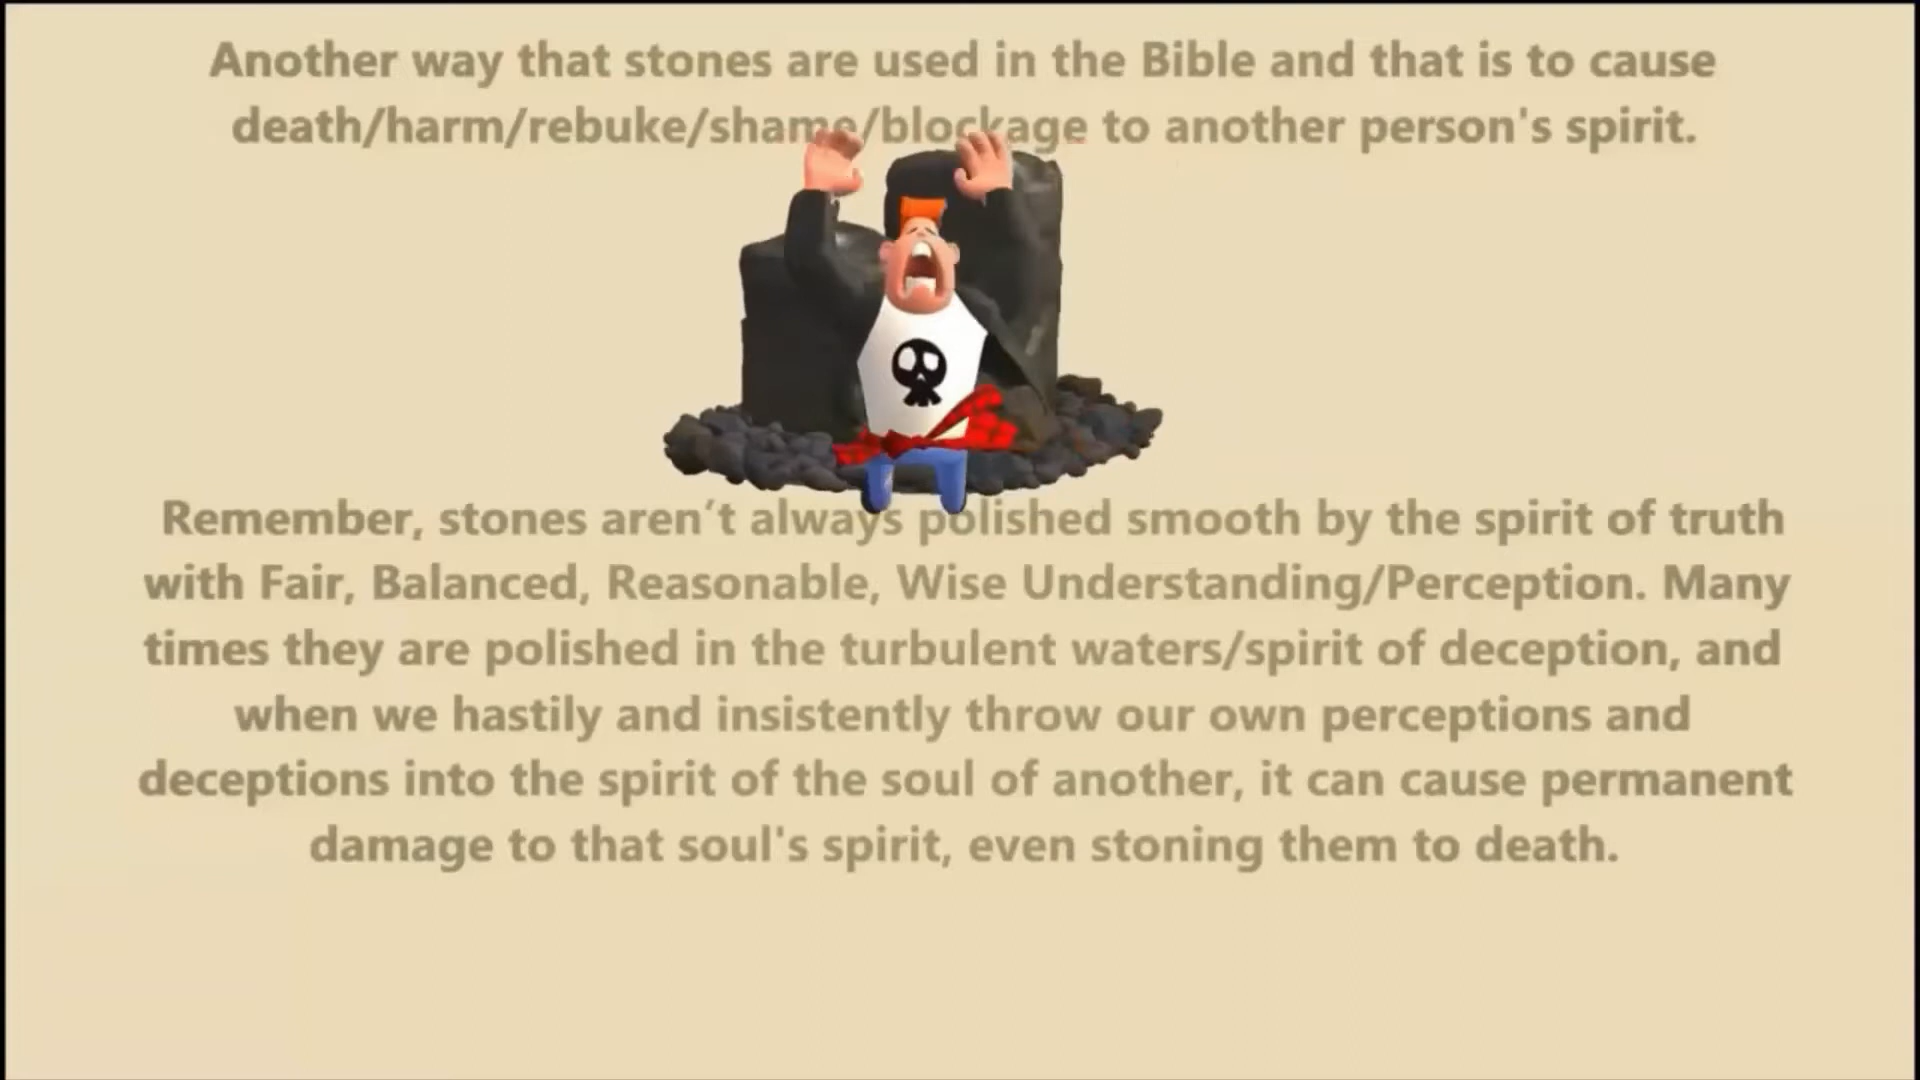 Another way that stones are used in the Bible and that is to cause
death/harm/rebuke/shame/blockage to another person's spirit.
Remember, stones aren’t always polished smooth by the spirit of truth
with Fair, Balanced, Reasonable, Wise Understanding/Perception. Many
times they are polished in the turbulent waters/spirit of deception, and
when we hastily and insistently throw our own perceptions and
deceptions into the spirit of the soul of another, it can cause permanent
damage to that soul's spirit, even stoning them to death.